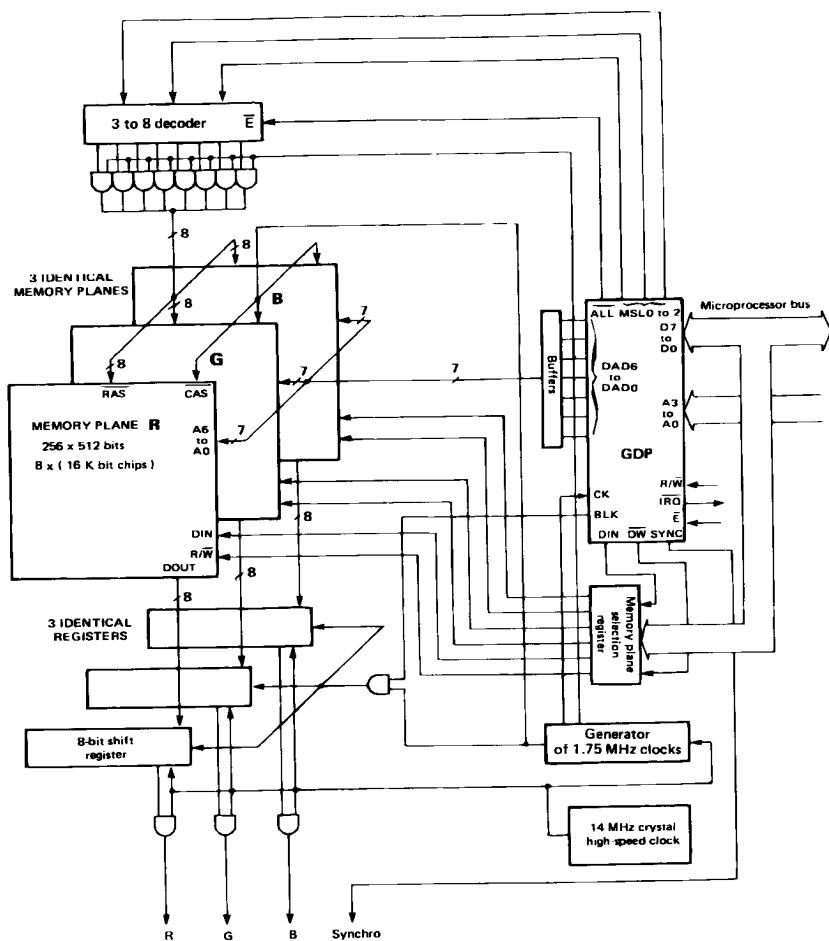 3 to 8 decoder
E
8
3 IDENTICAL
MEMORY PLANES
8
8
B
7
G
8
7
7
RAS
CAS
MEMORY PLANE R
256 x 512 bits
8 x ( 16 K bit chips )
A6
to
A0
7
DIN
R/W
DOUT
8
8
8
Buffers
ALL MSL0 to 2
D7
to
D0
DAD6
to
DAD0
A3
to
A0
GDP
CK
BLK
R/W
IRQ
E
DIN DW SYNC
Microprocessor bus
3 IDENTICAL
REGISTERS
Memory plane
selection
register
8-bit shift
register
Generator
of 1.75 MHz clocks
14 MHz crystal
high-speed clock
R G B Synchro